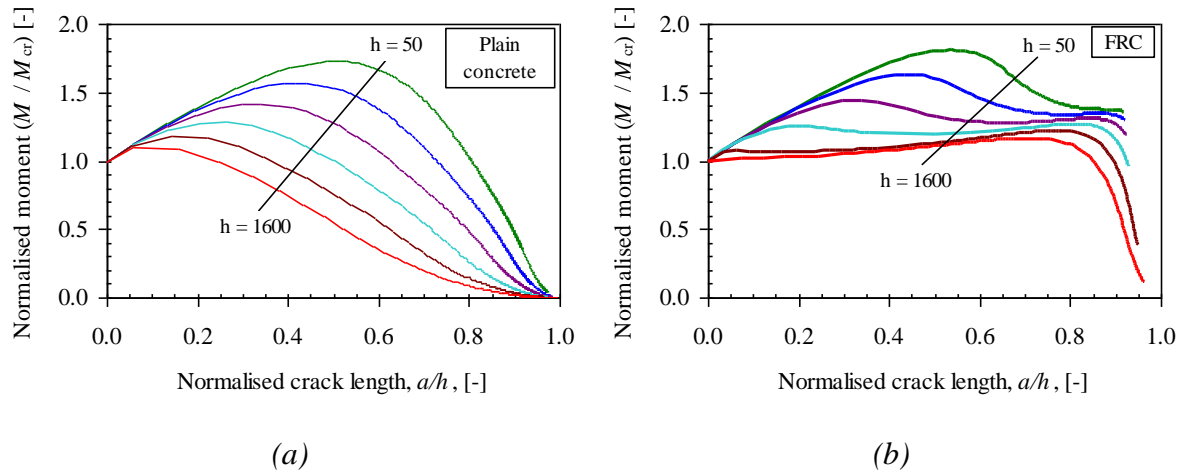 Normalised moment (M / Mcr) [-]
2.0
1.5
1.0
0.5
0.0
h = 50
Plain
concrete
h = 1600
0.0 0.2 0.4 0.6 0.8 1.0
Normalised crack length, a/h , [-]
(a)
Normalised moment (M / Mcr) [-]
2.0
1.5
1.0
0.5
0.0
h = 50
FRC
h = 1600
0.0 0.2 0.4 0.6 0.8 1.0
Normalised crack length, a/h , [-]
(b)